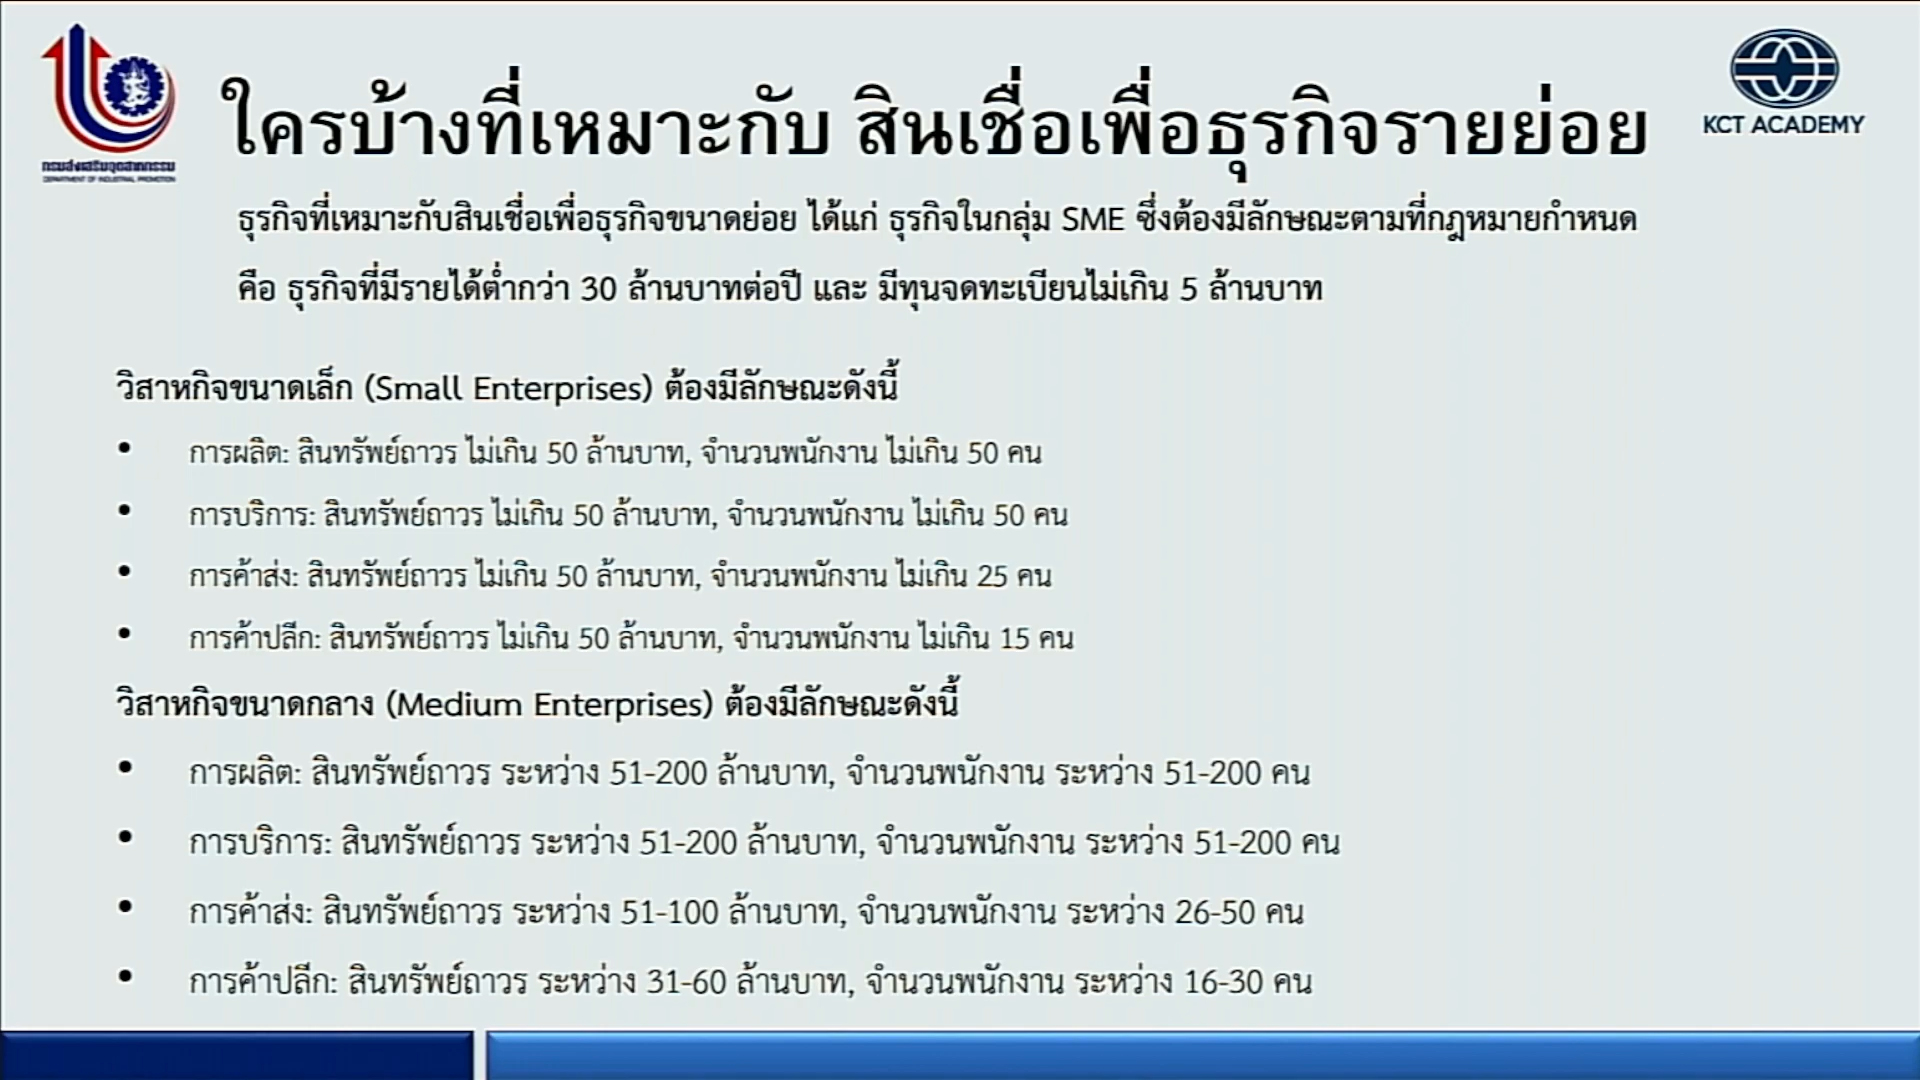 กรมส่งเสริมอุตสาหกรรม
DEPARTMENT OF INDUSTRIAL PROMOTION
KCT ACADEMY
ใครบ้างที่เหมาะกับ สินเชื่อเพื่อธุรกิจรายย่อย
ธุรกิจที่เหมาะกับสินเชื่อเพื่อธุรกิจขนาดย่อย ได้แก่ ธุรกิจในกลุ่ม SME ซึ่งต้องมีลักษณะตามที่กฎหมายกำหนด
คือ ธุรกิจที่มีรายได้ต่ำกว่า 30 ล้านบาทต่อปี และ มีทุนจดทะเบียนไม่เกิน 5 ล้านบาท
วิสาหกิจขนาดเล็ก (Small Enterprises) ต้องมีลักษณะดังนี้
• การผลิต: สินทรัพย์ถาวร ไม่เกิน 50 ล้านบาท, จำนวนพนักงาน ไม่เกิน 50 คน
• การบริการ: สินทรัพย์ถาวร ไม่เกิน 50 ล้านบาท, จำนวนพนักงาน ไม่เกิน 50 คน
• การค้าส่ง: สินทรัพย์ถาวร ไม่เกิน 50 ล้านบาท, จำนวนพนักงาน ไม่เกิน 25 คน
• การค้าปลีก: สินทรัพย์ถาวร ไม่เกิน 50 ล้านบาท, จำนวนพนักงาน ไม่เกิน 15 คน
วิสาหกิจขนาดกลาง (Medium Enterprises) ต้องมีลักษณะดังนี้
• การผลิต: สินทรัพย์ถาวร ระหว่าง 51-200 ล้านบาท, จำนวนพนักงาน ระหว่าง 51-200 คน
• การบริการ: สินทรัพย์ถาวร ระหว่าง 51-200 ล้านบาท, จำนวนพนักงาน ระหว่าง 51-200 คน
• การค้าส่ง: สินทรัพย์ถาวร ระหว่าง 51-100 ล้านบาท, จำนวนพนักงาน ระหว่าง 26-50 คน
• การค้าปลีก: สินทรัพย์ถาวร ระหว่าง 31-60 ล้านบาท, จำนวนพนักงาน ระหว่าง 16-30 คน